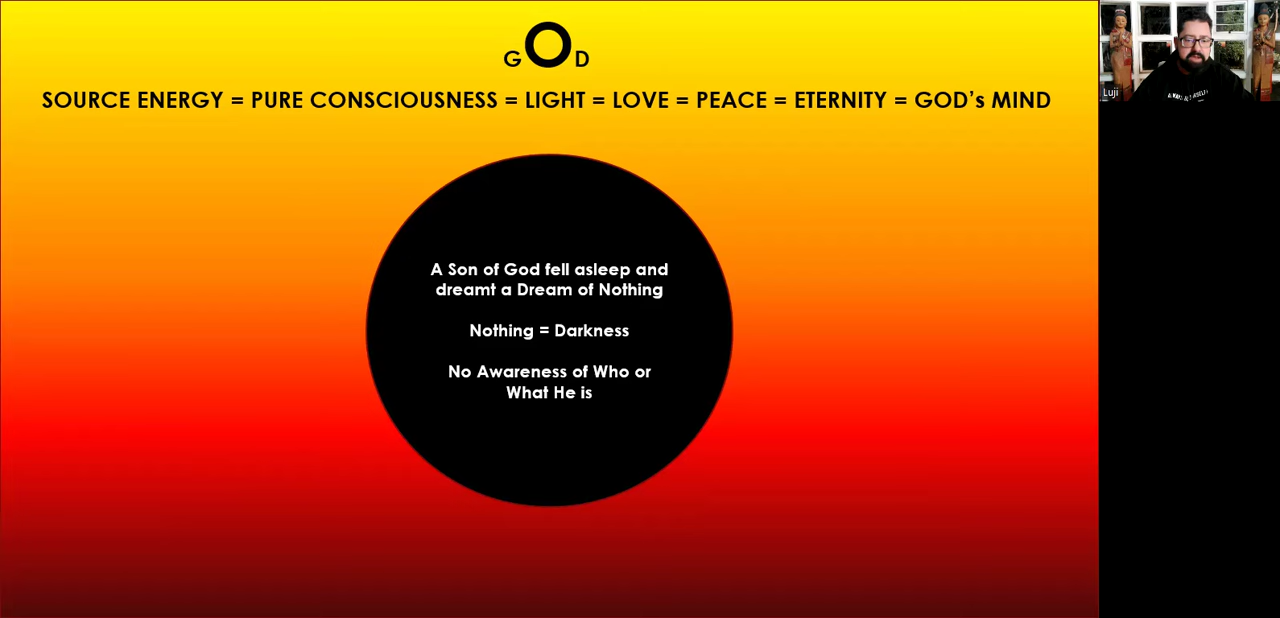 GOD
SOURCE ENERGY = PURE CONSCIOUSNESS = LIGHT = LOVE = PEACE = ETERNITY = GOD's MIND
A Son of God fell asleep and
dreamt a Dream of Nothing
Nothing = Darkness
No Awareness of Who or
What He is
Luji